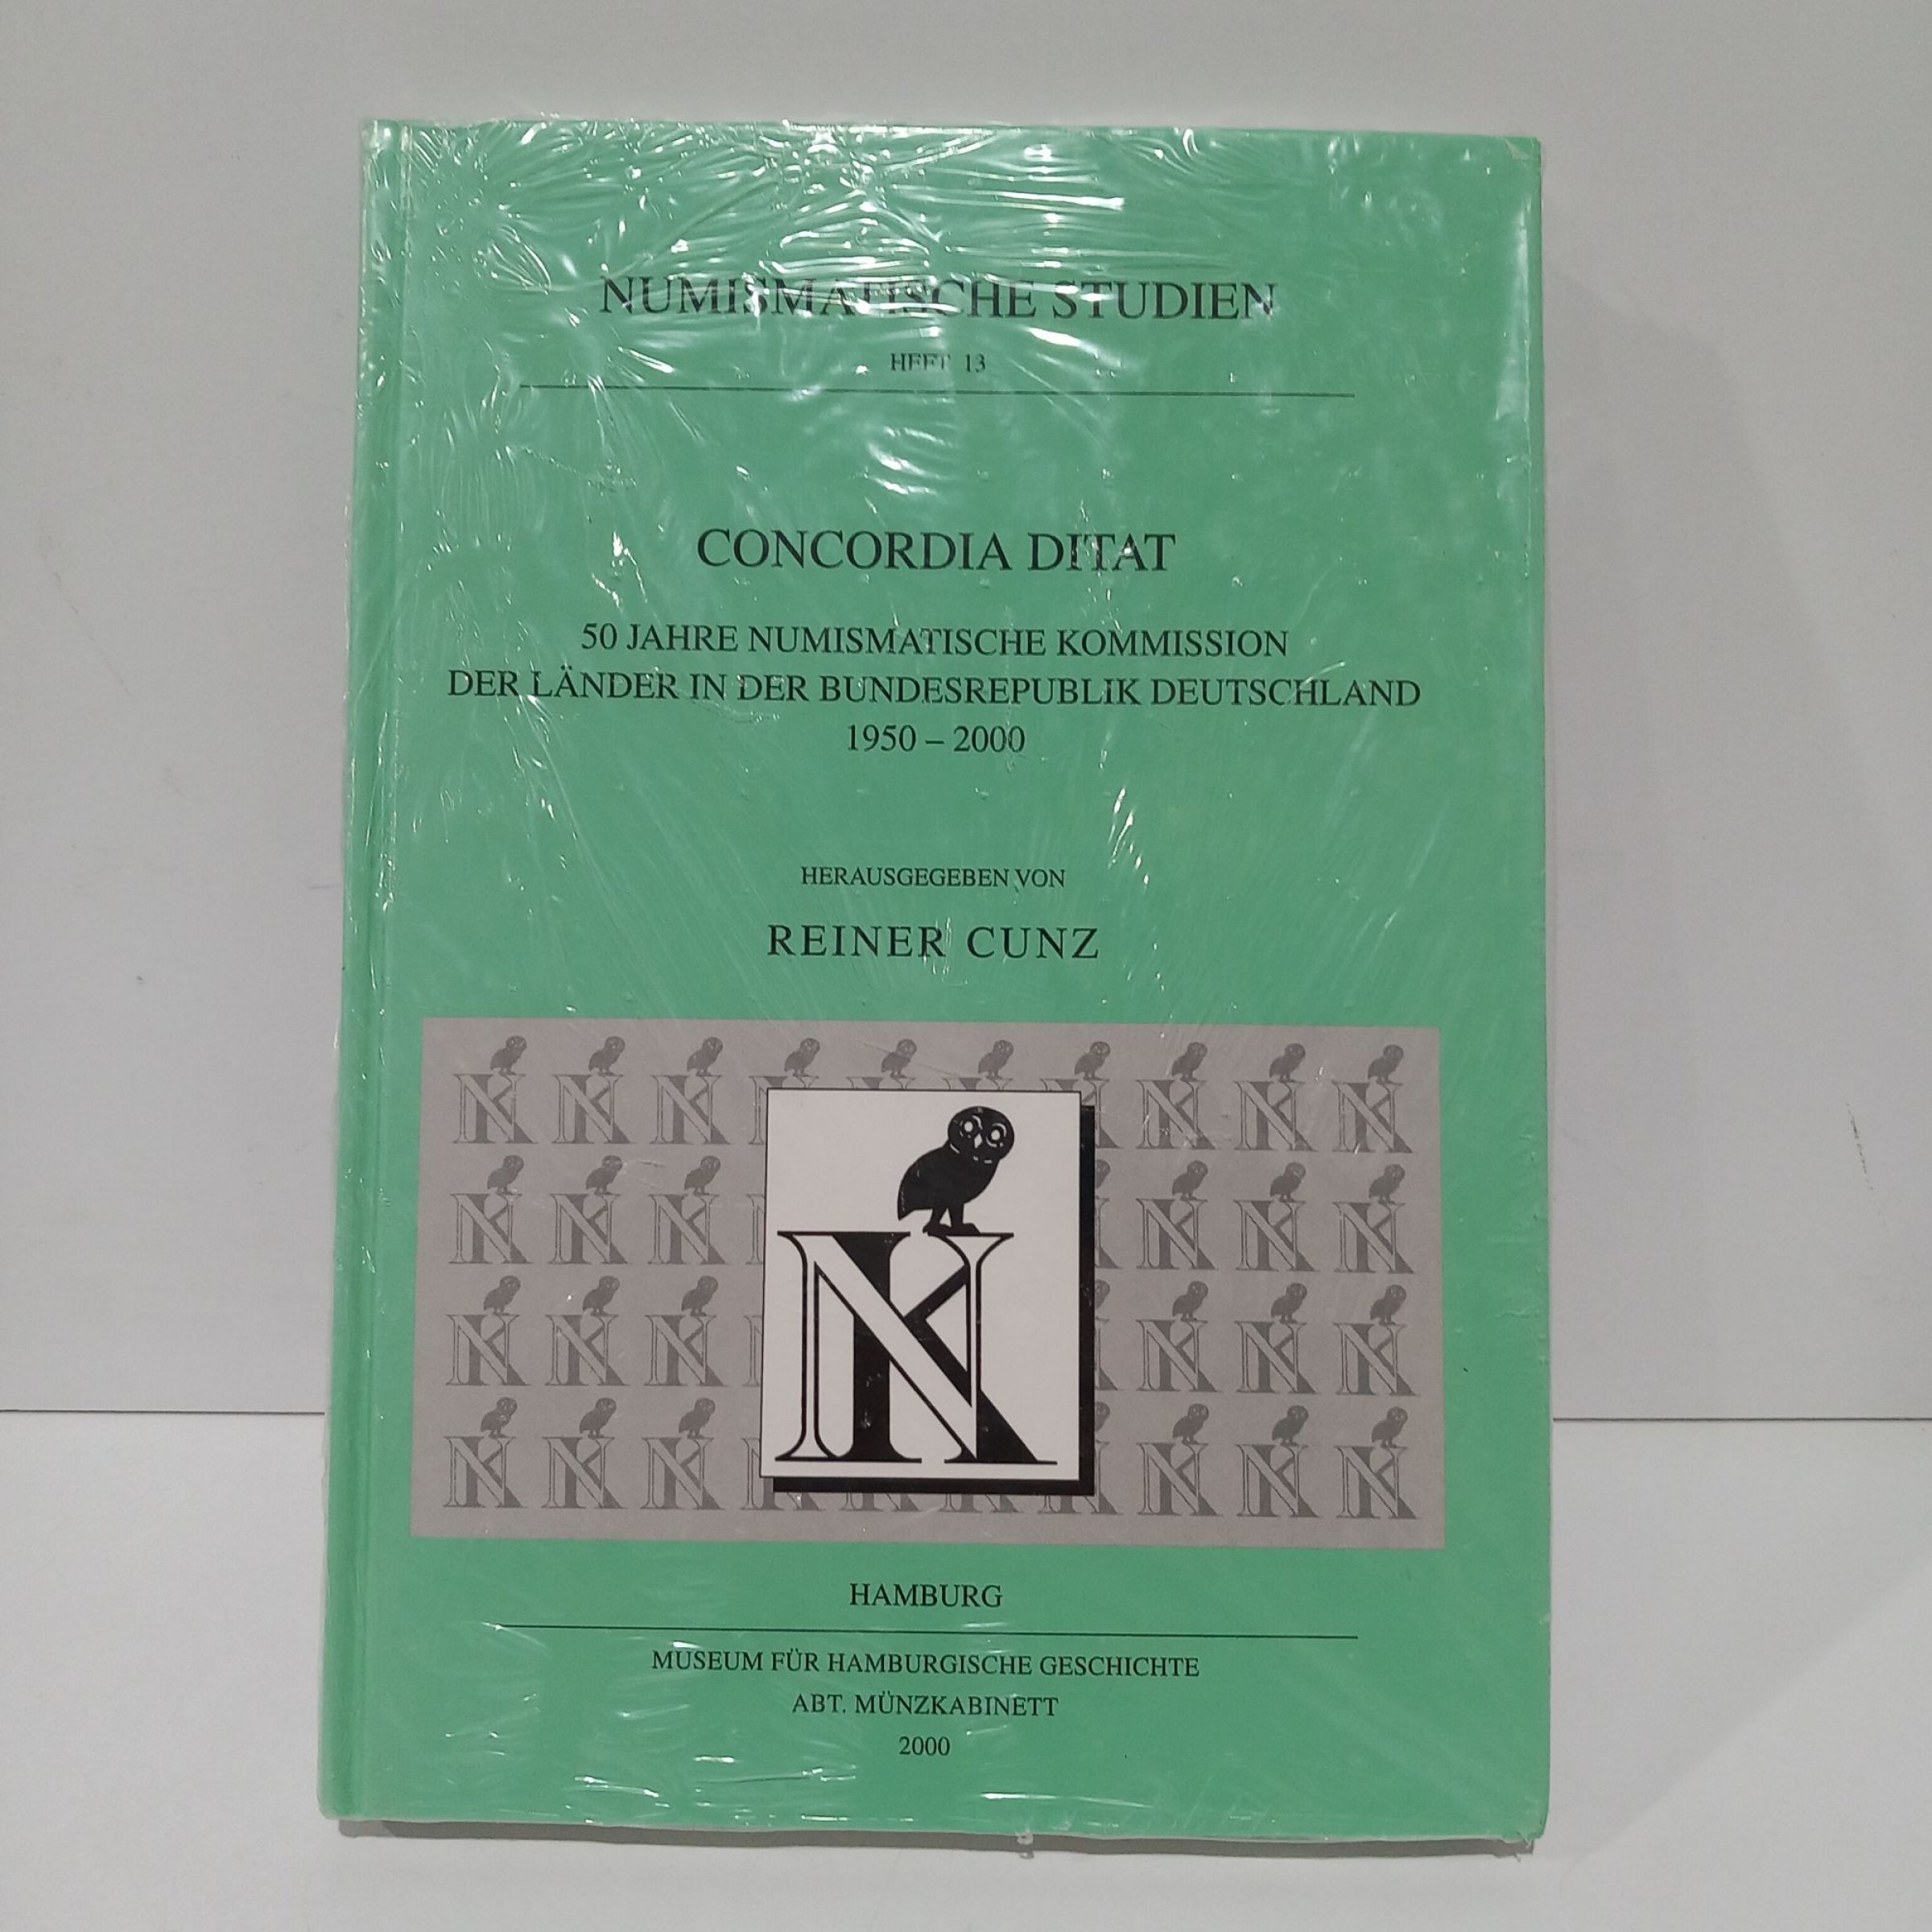 NUMISMATISCHE STUDIEN
HEFT 13
CONCORDIA DITAT
50 JAHRE NUMISMATISCHE KOMMISSION
DER LÄNDER IN DER BUNDESREPUBLIK DEUTSCHLAND
1950 – 2000
HERAUSGEGEBEN VON
REINER CUNZ
NK
HAMBURG
MUSEUM FÜR HAMBURGISCHE GESCHICHTE
ABT. MÜNZKABINETT
2000